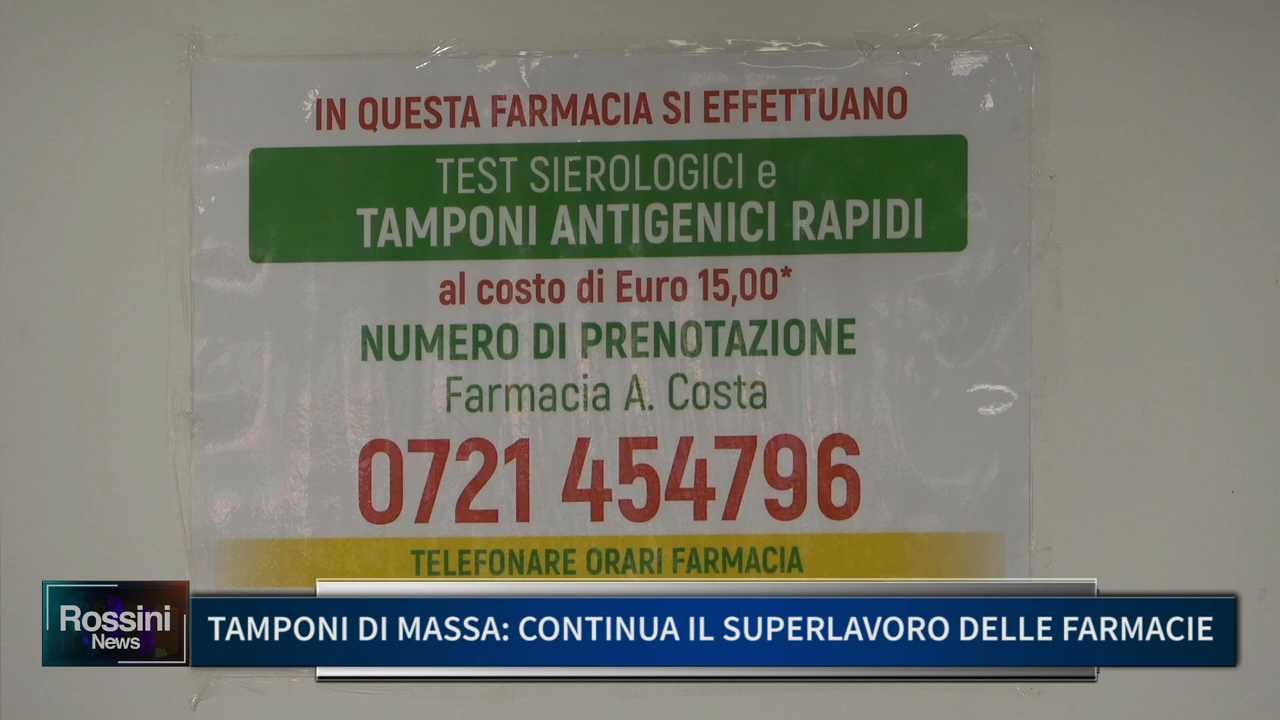 IN QUESTA FARMACIA SI EFFETTUANO
TEST SIEROLOGICI e
TAMPONI ANTIGENICI RAPIDI
al costo di Euro 15,00*
NUMERO DI PRENOTAZIONE
Farmacia A. Costa
0721 454796
TELEFONARE ORARI FARMACIA
Rossini
News
TAMPONI DI MASSA: CONTINUA IL SUPERLAVORO DELLE FARMACIE